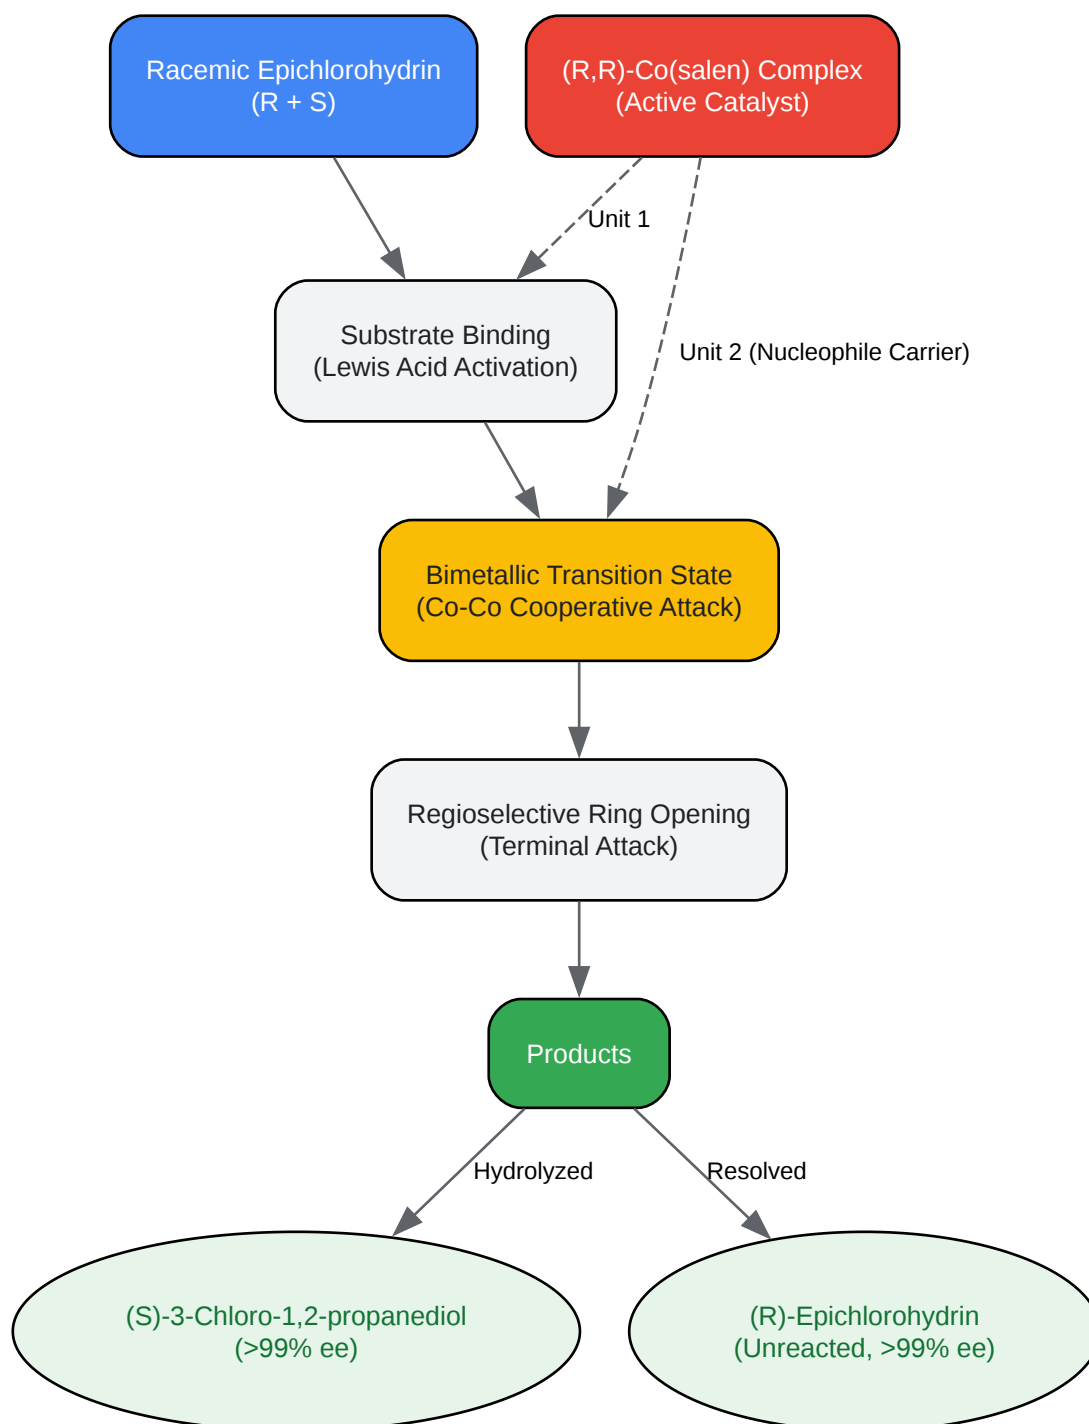 Racemic Epichlorohydrin
(R + S)
(R,R)-Co(salen) Complex
(Active Catalyst)
Unit 1
Substrate Binding
(Lewis Acid Activation)
Unit 2 (Nucleophile Carrier)
Bimetallic Transition State
(Co-Co Cooperative Attack)
Regioselective Ring Opening
(Terminal Attack)
Products
Hydrolyzed
Resolved
(S)-3-Chloro-1,2-propanediol
(>99% ee)
(R)-Epichlorohydrin
(Unreacted, >99% ee)